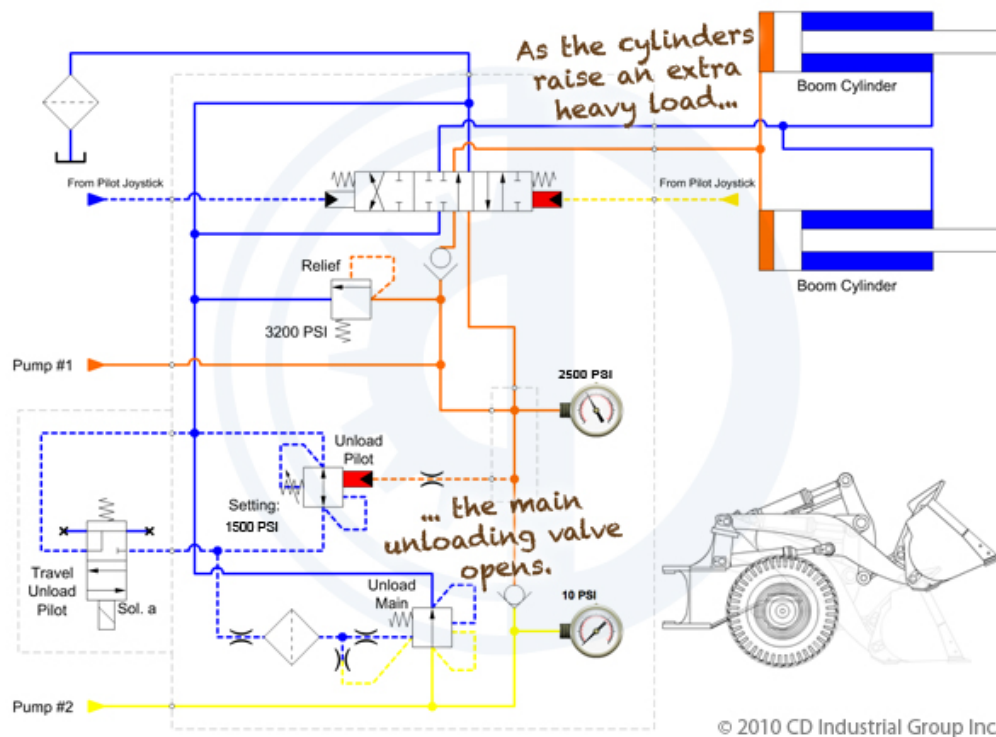 As the cylinders
raise an extra
heavy load...
Boom Cylinder
From Pilot Joystick
From Pilot Joystick
Relief
Boom Cylinder
3200 PSI
Pump #1
2500 PSI
Unload
Pilot
Setting:
1500 PSI
... the main
unloading valve
opens.
Travel
Unload
Pilot
Sol. a
Unload
Main
10 PSI
Pump #2
© 2010 CD Industrial Group Inc